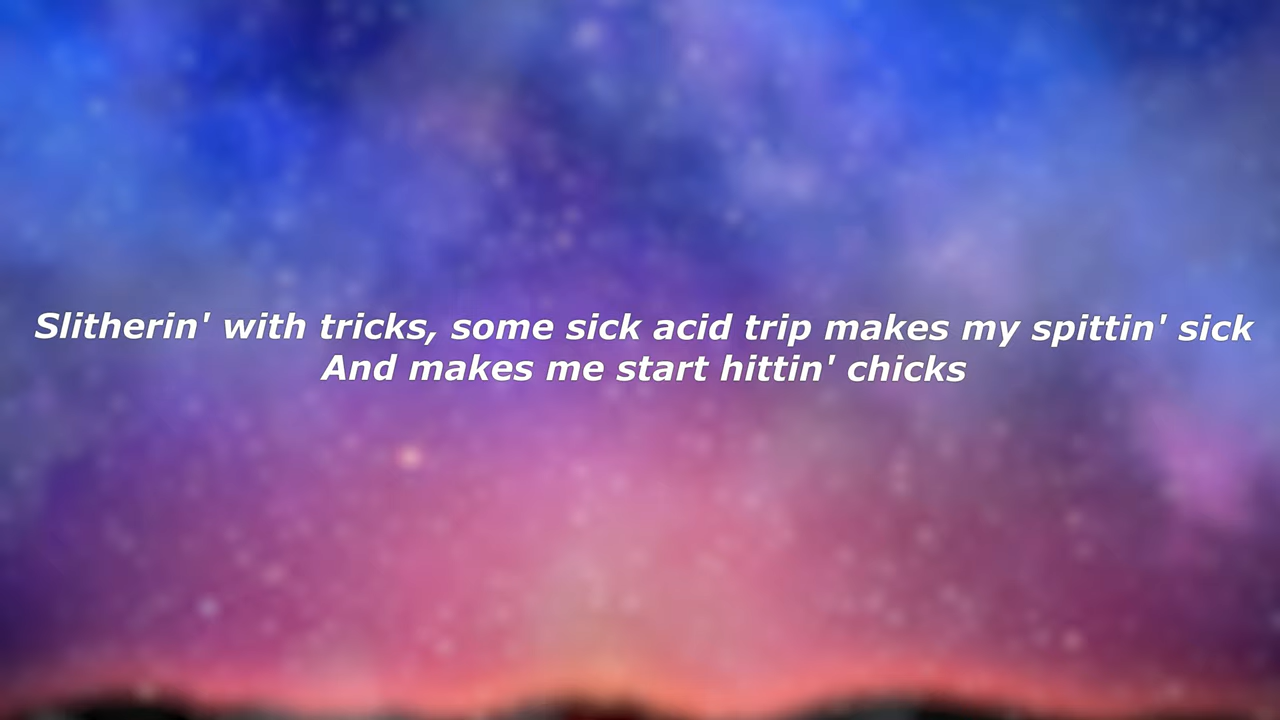 Slitherin' with tricks, some sick acid trip makes my spittin' sick
And makes me start hittin' chicks